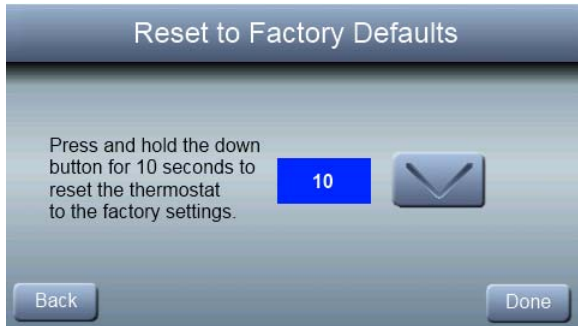 Reset to Factory Defaults
Press and hold the down
button for 10 seconds to
reset the thermostat
to the factory settings.
10
Back
Done